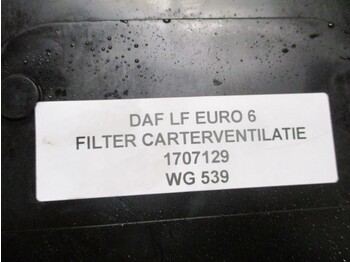 DAF LF EURO 6
FILTER CARTERVENTILATIE
1707129
WG 539